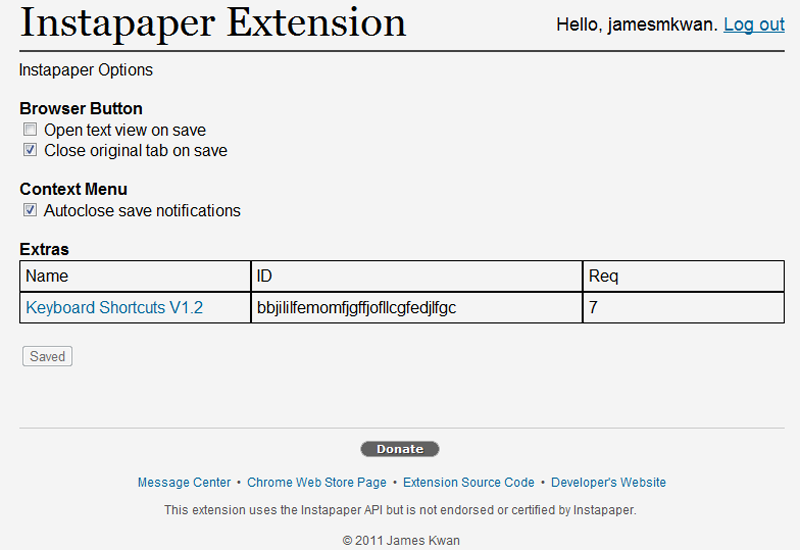 Instapaper Extension
Hello, jamesmkwan. Log out
Instapaper Options
Browser Button
Open text view on save
Close original tab on save
Context Menu
Autoclose save notifications
Extras
Name ID Req
Keyboard Shortcuts V1.2 bbjililfemomfjgffjofllcgfedjlfgc 7
Saved
Donate
Message Center • Chrome Web Store Page • Extension Source Code • Developer's Website
This extension uses the Instapaper API but is not endorsed or certified by Instapaper.
© 2011 James Kwan